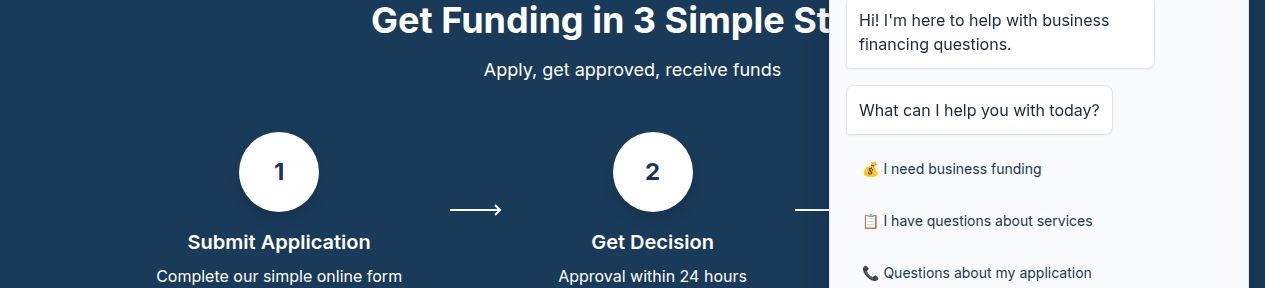 Get Funding in 3 Simple St
Apply, get approved, receive funds
1
Submit Application
Complete our simple online form
2
Get Decision
Approval within 24 hours
Hi! I'm here to help with business
financing questions.
What can I help you with today?
💰 I need business funding
📋 I have questions about services
📞 Questions about my application